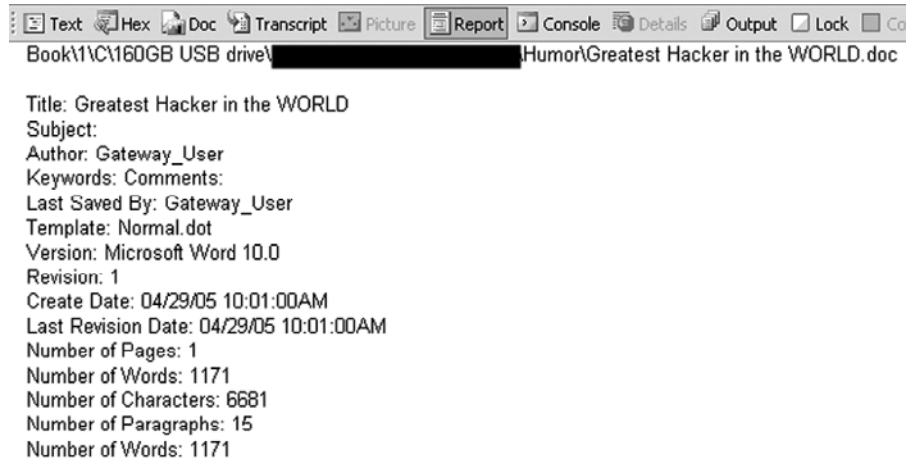 Text Hex Doc Transcript Picture Report Console Details Output Lock Co
Book\1\C\160GB USB drive\ \Humor\Greatest Hacker in the WORLD.doc
Title: Greatest Hacker in the WORLD
Subject:
Author: Gateway_User
Keywords: Comments:
Last Saved By: Gateway_User
Template: Normal.dot
Version: Microsoft Word 10.0
Revision: 1
Create Date: 04/29/05 10:01:00AM
Last Revision Date: 04/29/05 10:01:00AM
Number of Pages: 1
Number of Words: 1171
Number of Characters: 6681
Number of Paragraphs: 15
Number of Words: 1171